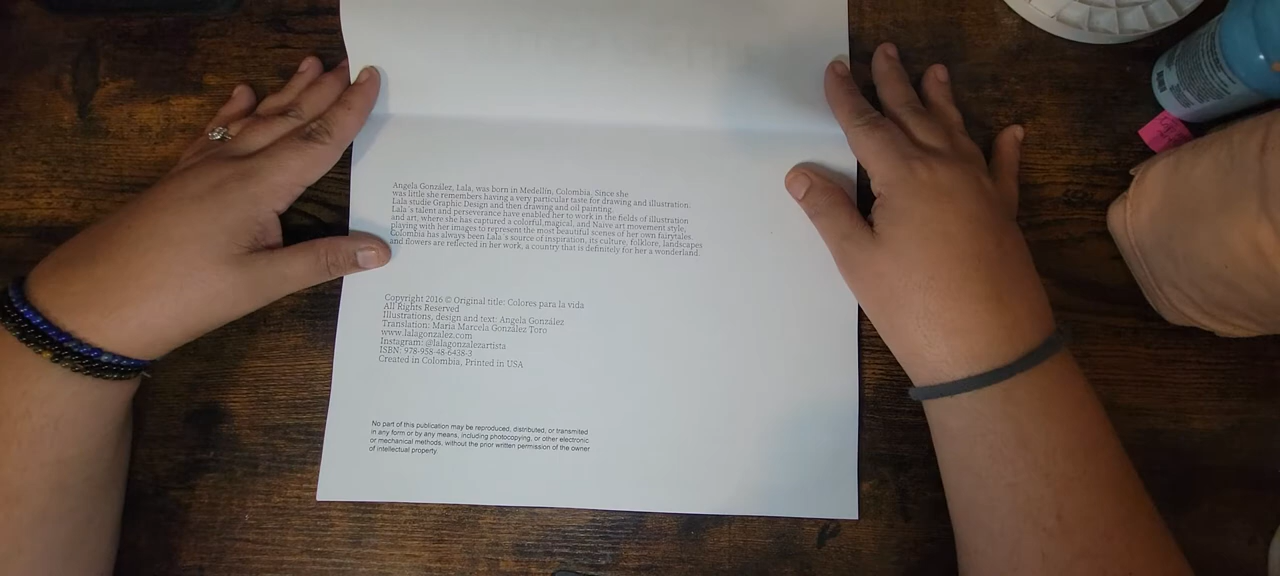 Angela González, Lala, was born in Medellín, Colombia. Since she
was little she remembers having a very particular taste for drawing and illustration.
Lala studie Graphic Design and then drawing and oil painting.
Lala´s talent and perseverance have enabled her to work in the fields of illustration
and art, where she has captured a colorful,magical, and Naive art movement style,
playing with her images to represent the most beautiful scenes of her own fairytales.
Colombia has always been Lala´s source of inspiration, its culture, folklore, landscapes
and flowers are reflected in her work, a country that is definitely for her a wonderland.
Copyright 2016 © Original title: Colores para la vida
All Rights Reserved
Illustrations, design and text: Angela González
Translation: María Marcela González Toro
www.lalagonzalez.com
Instagram: @lalagonzalezartista
ISBN: 978-958-48-6438-3
Created in Colombia, Printed in USA
No part of this publication may be reproduced, distributed, or transmited
in any form or by any means, including photocopying, or other electronic
or mechanical methods, without the prior written permission of the owner
of intellectual property.